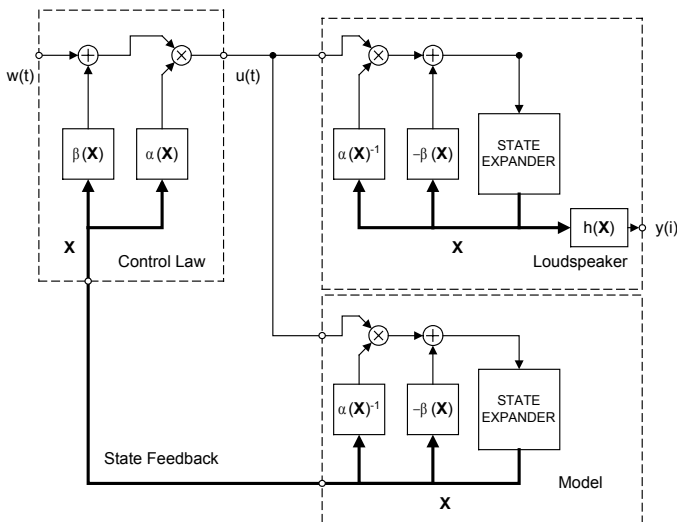 w(t)
β(X)
α(X)
X
Control Law
u(t)
α(X)⁻¹
–β(X)
STATE
EXPANDER
X
h(X)
y(i)
Loudspeaker
α(X)⁻¹
–β(X)
STATE
EXPANDER
X
Model
State Feedback